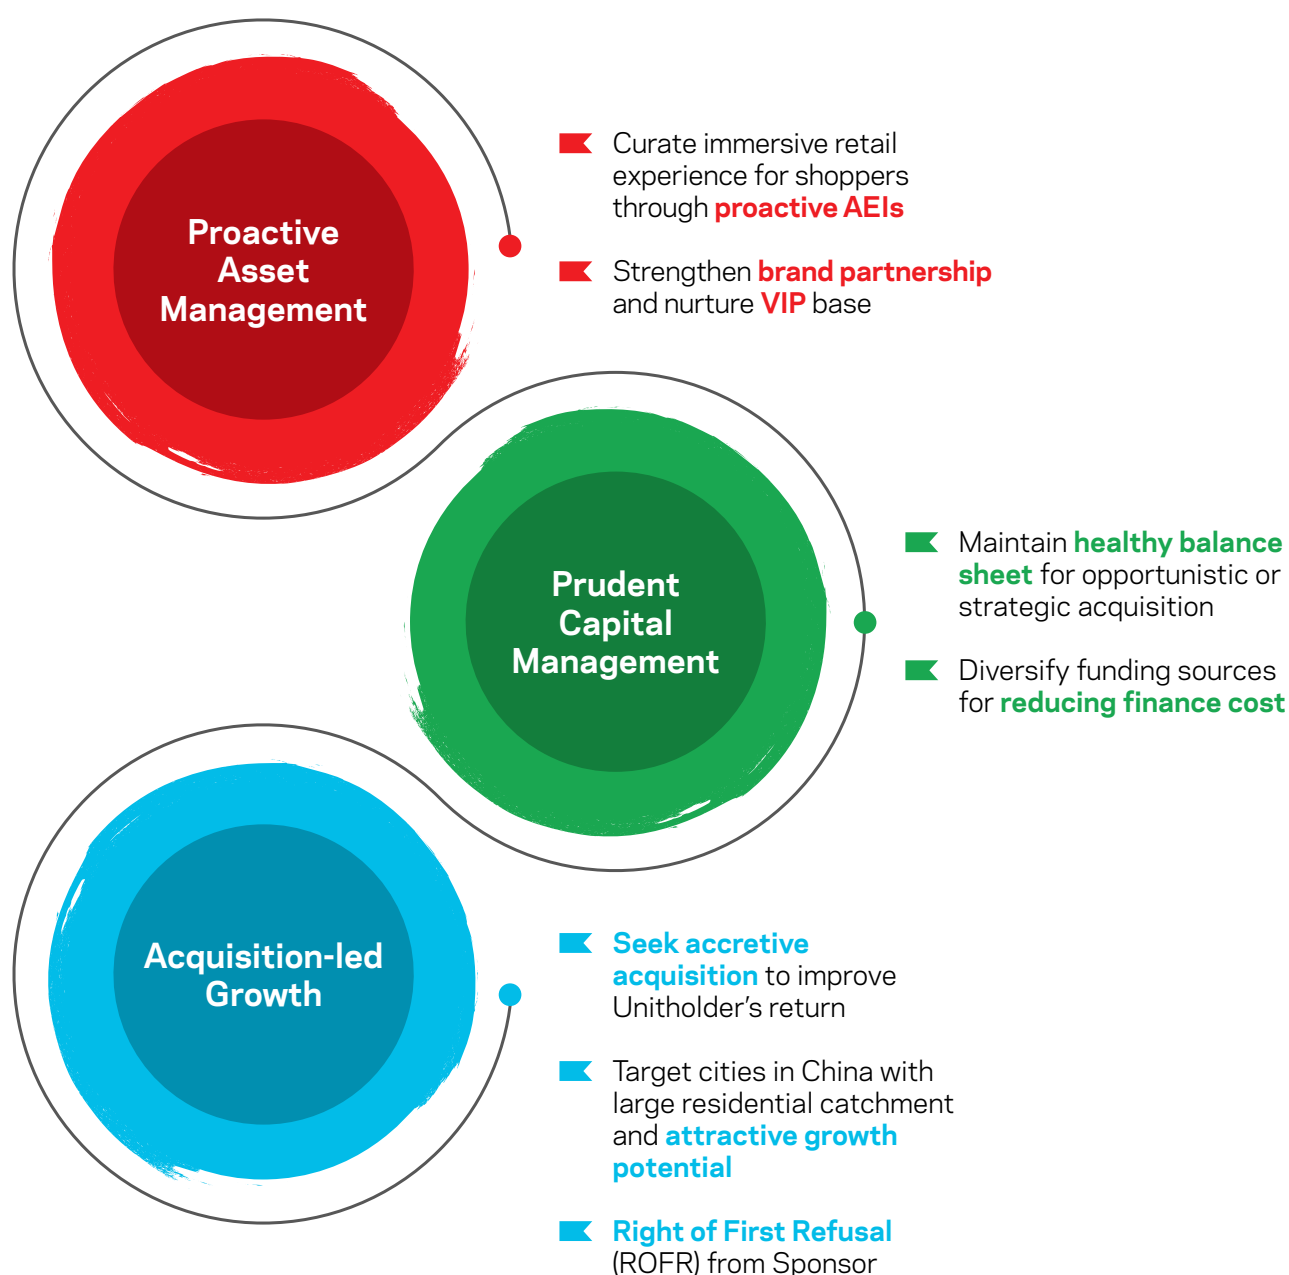 Proactive
Asset
Management
Curate immersive retail
experience for shoppers
through proactive AEIs
Strengthen brand partnership
and nurture VIP base
Prudent
Capital
Management
Maintain healthy balance
sheet for opportunistic or
strategic acquisition
Diversify funding sources
for reducing finance cost
Acquisition-led
Growth
Seek accretive
acquisition to improve
Unitholder’s return
Target cities in China with
large residential catchment
and attractive growth
potential
Right of First Refusal
(ROFR) from Sponsor